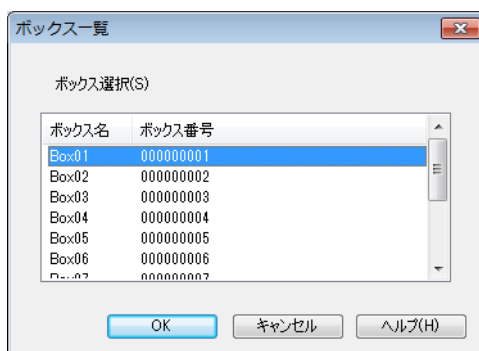 ボックス一覧
ボックス選択(S)
ボックス名 ボックス番号
Box01 000000001
Box02 000000002
Box03 000000003
Box04 000000004
Box05 000000005
Box06 000000006
Box07 000000007
OK キャンセル ヘルプ(H)